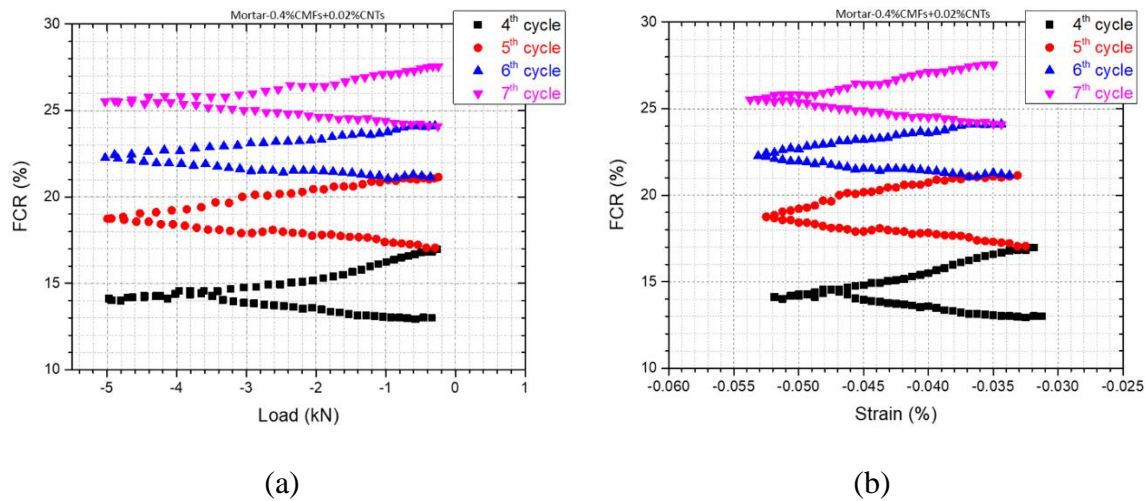 Mortar-0.4%CMFs+0.02%CNTs
4th cycle
5th cycle
6th cycle
7th cycle
30
25
20
15
10
FCR (%)
-5 -4 -3 -2 -1 0 1
Load (kN)
(a)
Mortar-0.4%CMFs+0.02%CNTs
4th cycle
5th cycle
6th cycle
7th cycle
30
25
20
15
10
FCR (%)
-0.060 -0.055 -0.050 -0.045 -0.040 -0.035 -0.030 -0.025
Strain (%)
(b)